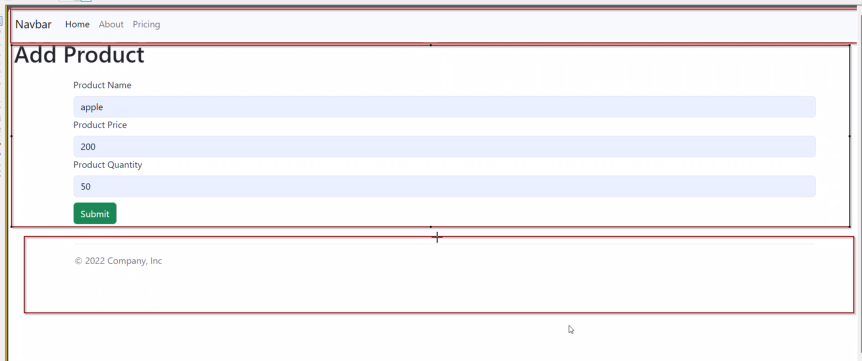 Navbar Home About Pricing
Add Product
Product Name
apple
Product Price
200
Product Quantity
50
Submit
© 2022 Company, Inc